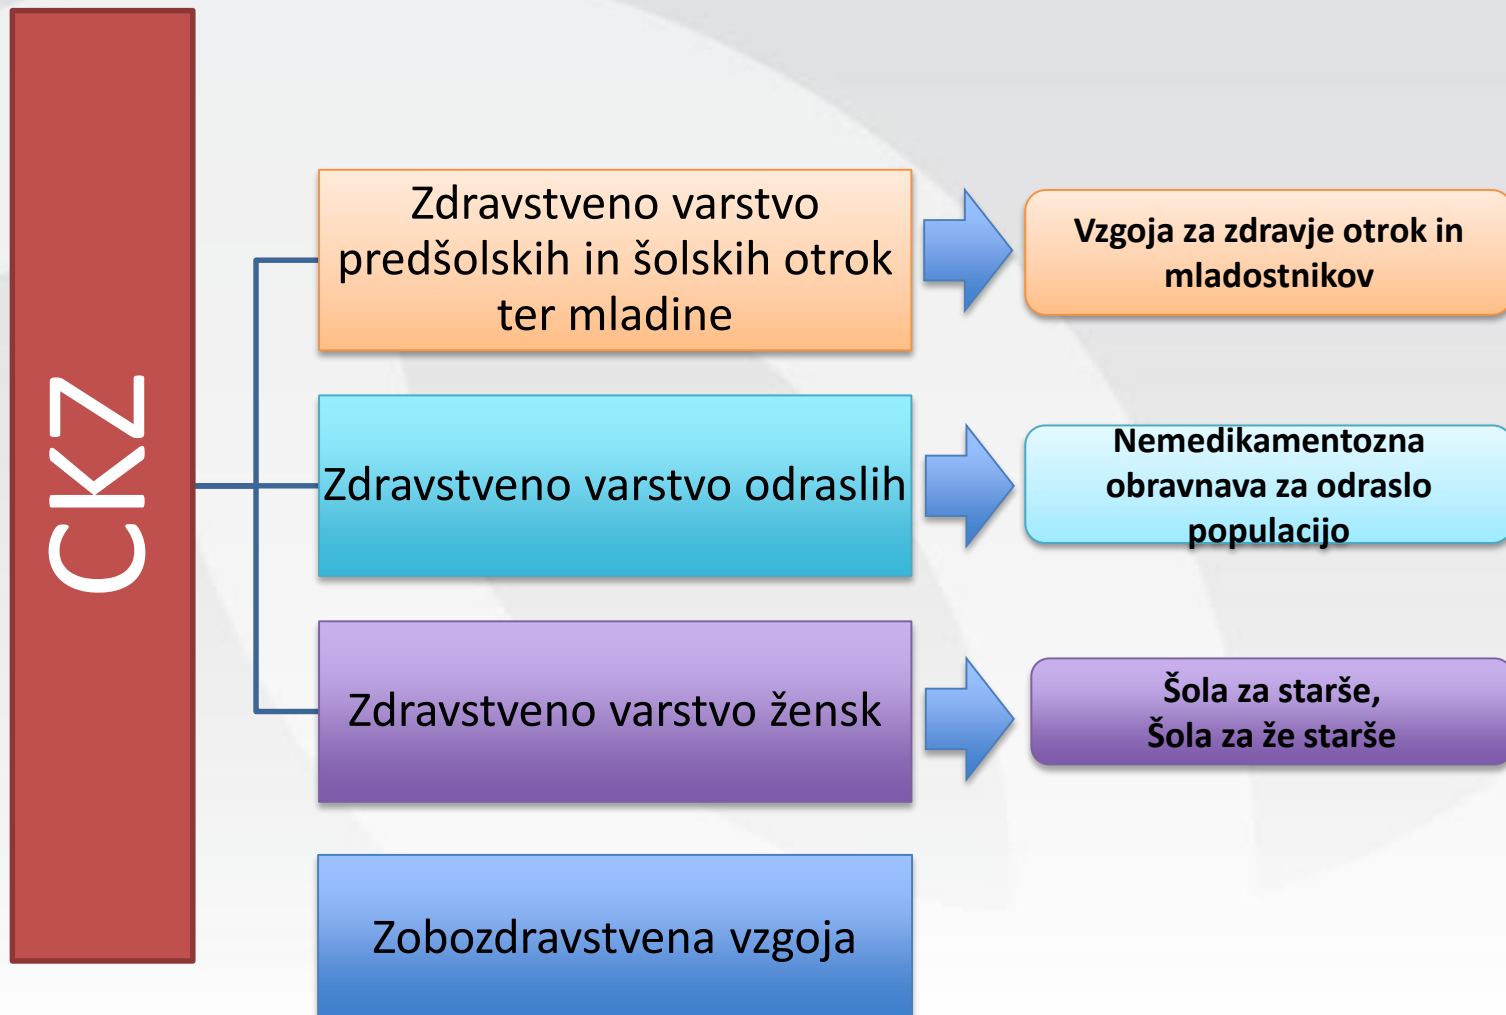 CKZ
Zdravstveno varstvo
predšolskih in šolskih otrok
ter mladine
Vzgoja za zdravje otrok in
mladostnikov
Zdravstveno varstvo odraslih
Nemedikamentozna
obravnava za odraslo
populacijo
Zdravstveno varstvo žensk
Šola za starše,
Šola za že starše
Zobozdravstvena vzgoja